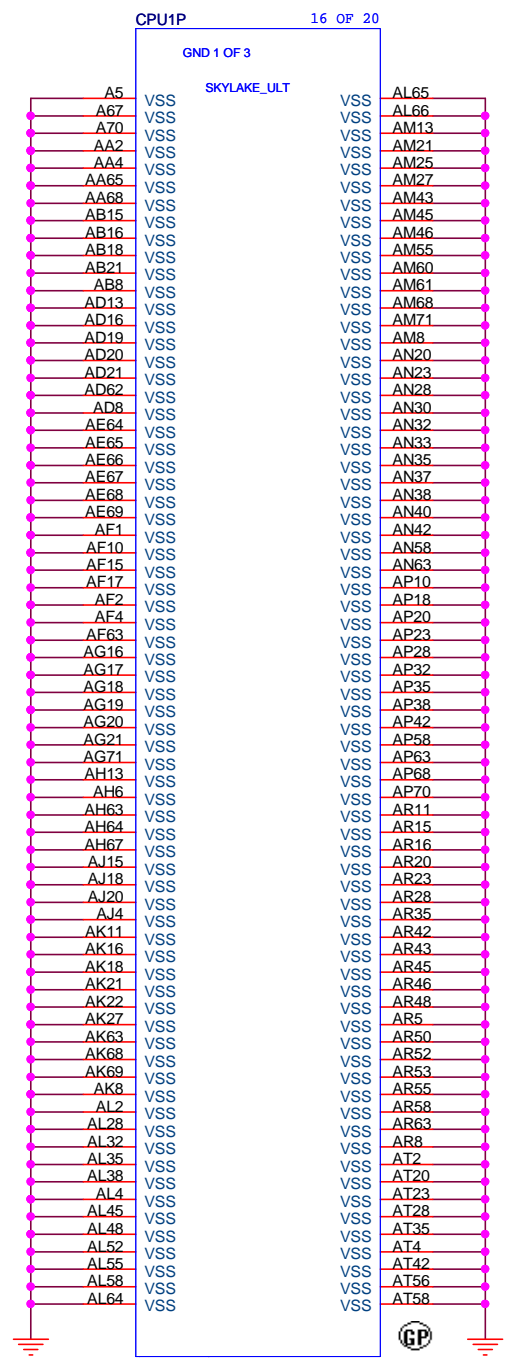 CPU1P 16 OF 20
GND 1 OF 3
SKYLAKE_ULT
A5 VSS VSS AL65
A67 VSS VSS AL66
A70 VSS VSS AM13
AA2 VSS VSS AM21
AA4 VSS VSS AM25
AA65 VSS VSS AM27
AA68 VSS VSS AM43
AB15 VSS VSS AM45
AB16 VSS VSS AM46
AB18 VSS VSS AM55
AB21 VSS VSS AM60
AB8 VSS VSS AM61
AD13 VSS VSS AM68
AD16 VSS VSS AM71
AD19 VSS VSS AM8
AD20 VSS VSS AN20
AD21 VSS VSS AN23
AD62 VSS VSS AN28
AD8 VSS VSS AN30
AE64 VSS VSS AN32
AE65 VSS VSS AN33
AE66 VSS VSS AN35
AE67 VSS VSS AN37
AE68 VSS VSS AN38
AE69 VSS VSS AN40
AF1 VSS VSS AN42
AF10 VSS VSS AN58
AF15 VSS VSS AN63
AF17 VSS VSS AP10
AF2 VSS VSS AP18
AF4 VSS VSS AP20
AF63 VSS VSS AP23
AG16 VSS VSS AP28
AG17 VSS VSS AP32
AG18 VSS VSS AP35
AG19 VSS VSS AP38
AG20 VSS VSS AP42
AG21 VSS VSS AP58
AG71 VSS VSS AP63
AH13 VSS VSS AP68
AH6 VSS VSS AP70
AH63 VSS VSS AR11
AH64 VSS VSS AR15
AH67 VSS VSS AR16
AJ15 VSS VSS AR20
AJ18 VSS VSS AR23
AJ20 VSS VSS AR28
AJ4 VSS VSS AR35
AK11 VSS VSS AR42
AK16 VSS VSS AR43
AK18 VSS VSS AR45
AK21 VSS VSS AR46
AK22 VSS VSS AR48
AK27 VSS VSS AR5
AK63 VSS VSS AR50
AK68 VSS VSS AR52
AK69 VSS VSS AR53
AK8 VSS VSS AR55
AL2 VSS VSS AR58
AL28 VSS VSS AR63
AL32 VSS VSS AR8
AL35 VSS VSS AT2
AL38 VSS VSS AT20
AL4 VSS VSS AT23
AL45 VSS VSS AT28
AL48 VSS VSS AT35
AL52 VSS VSS AT4
AL55 VSS VSS AT42
AL58 VSS VSS AT56
AL64 VSS VSS AT58
GP